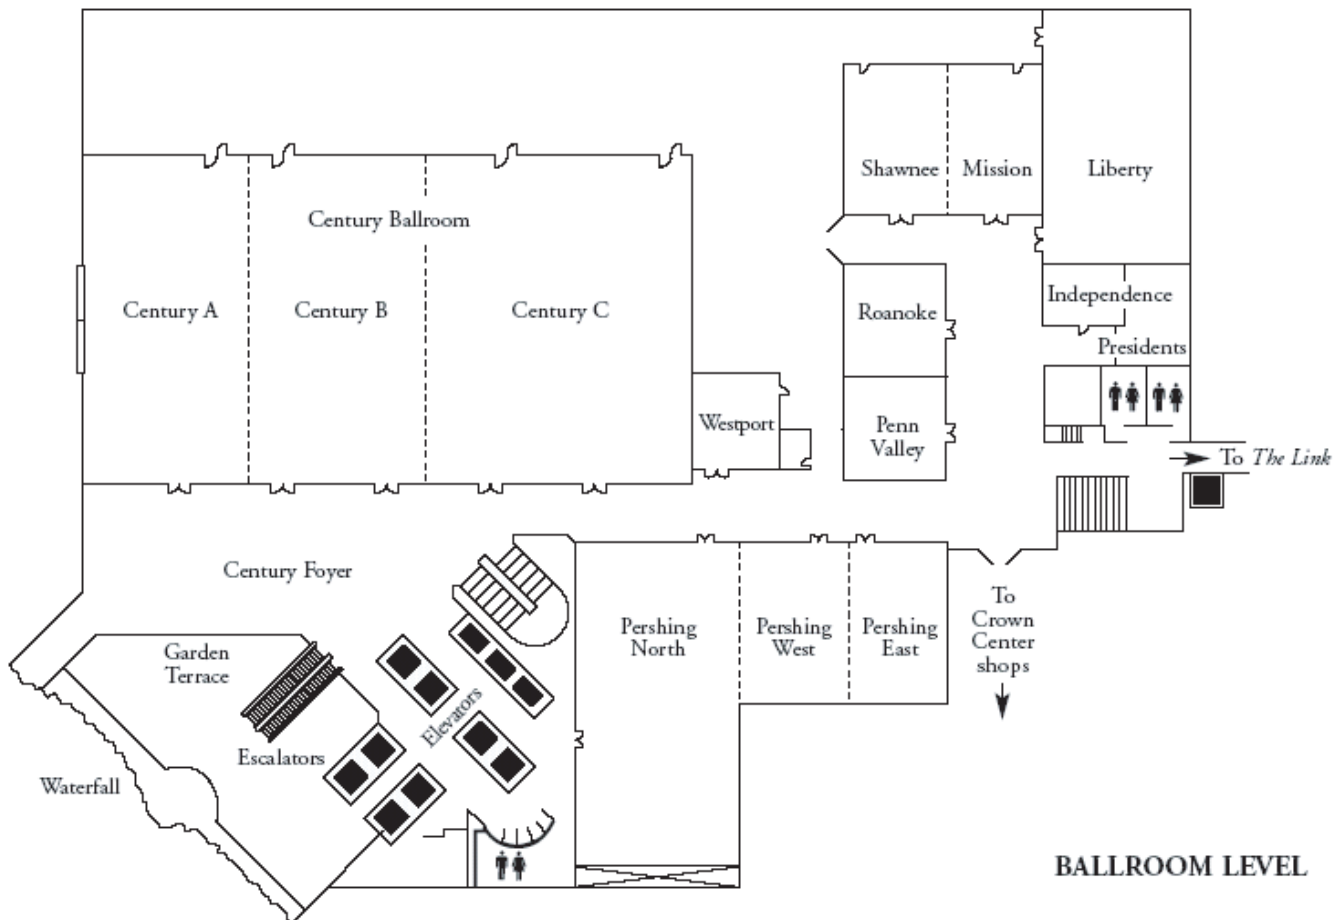 Shawnee
Mission
Liberty
Century Ballroom
Century A
Century B
Century C
Independence
Roanoke
Presidents
Westport
Penn
Valley
To The Link
Century Foyer
To
Crown
Center
shops
Pershing
North
Pershing
West
Pershing
East
Garden
Terrace
Elevators
Escalators
Waterfall
BALLROOM LEVEL